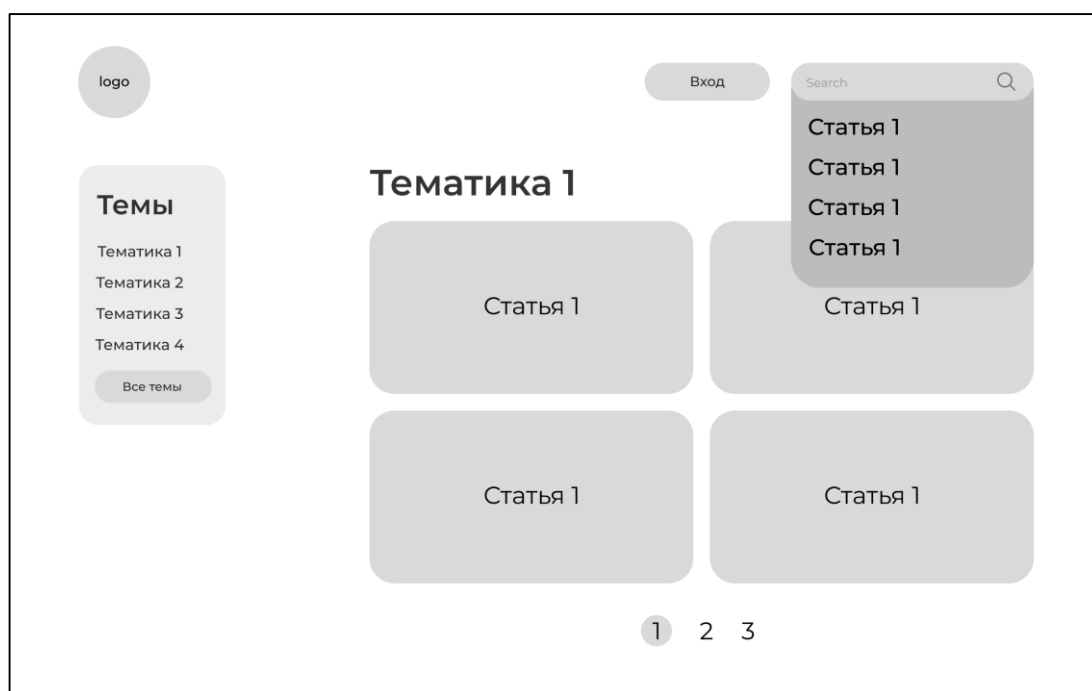 logo
Вход
Search
Статья 1
Статья 1
Статья 1
Статья 1
Темы
Тематика 1
Тематика 2
Тематика 3
Тематика 4
Все темы
Тематика 1
Статья 1
Статья 1
Статья 1
Статья 1
1 2 3